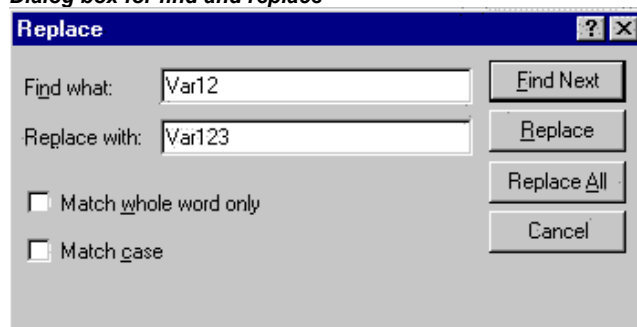 Dialog box for find and replace
Replace
Find what: Var12
Find Next
Replace with: Var123
Replace
Replace All
Match whole word only
Cancel
Match case